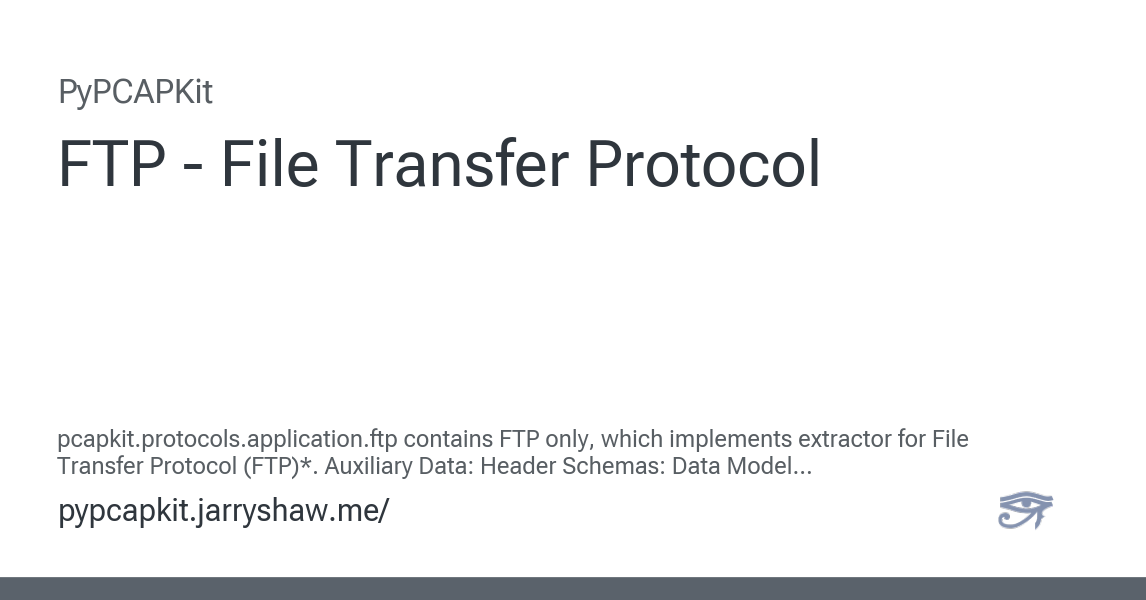 PyPCAPKit
FTP - File Transfer Protocol
pcapkit.protocols.application.ftp contains FTP only, which implements extractor for File
Transfer Protocol (FTP)*. Auxiliary Data: Header Schemas: Data Model...
pypcapkit.jarryshaw.me/